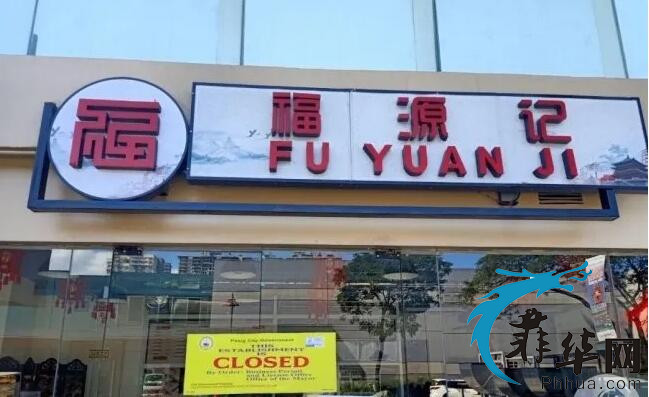 福
福源记
FU YUAN JI
Pasig City Government
THIS
ESTABLISHMENT
IS
CLOSED
By Order: Business Permit
and License Office
Office of the Mayor
菲华网
Phhua.com